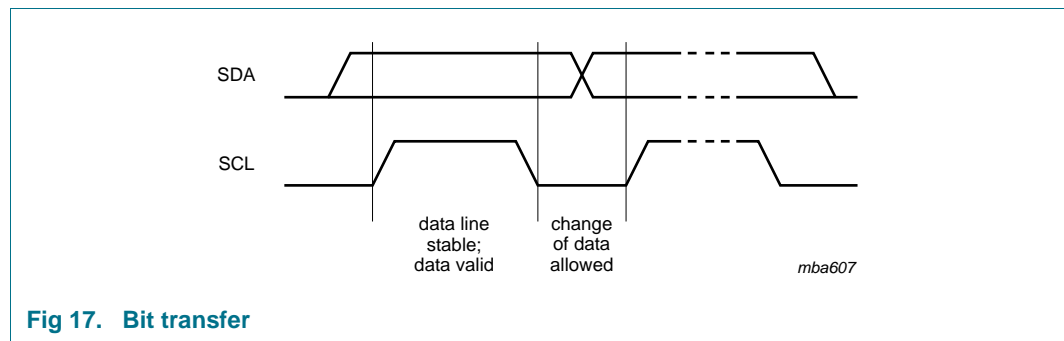 SDA
SCL
data line
stable;
data valid
change
of data
allowed
mba607
Fig 17. Bit transfer